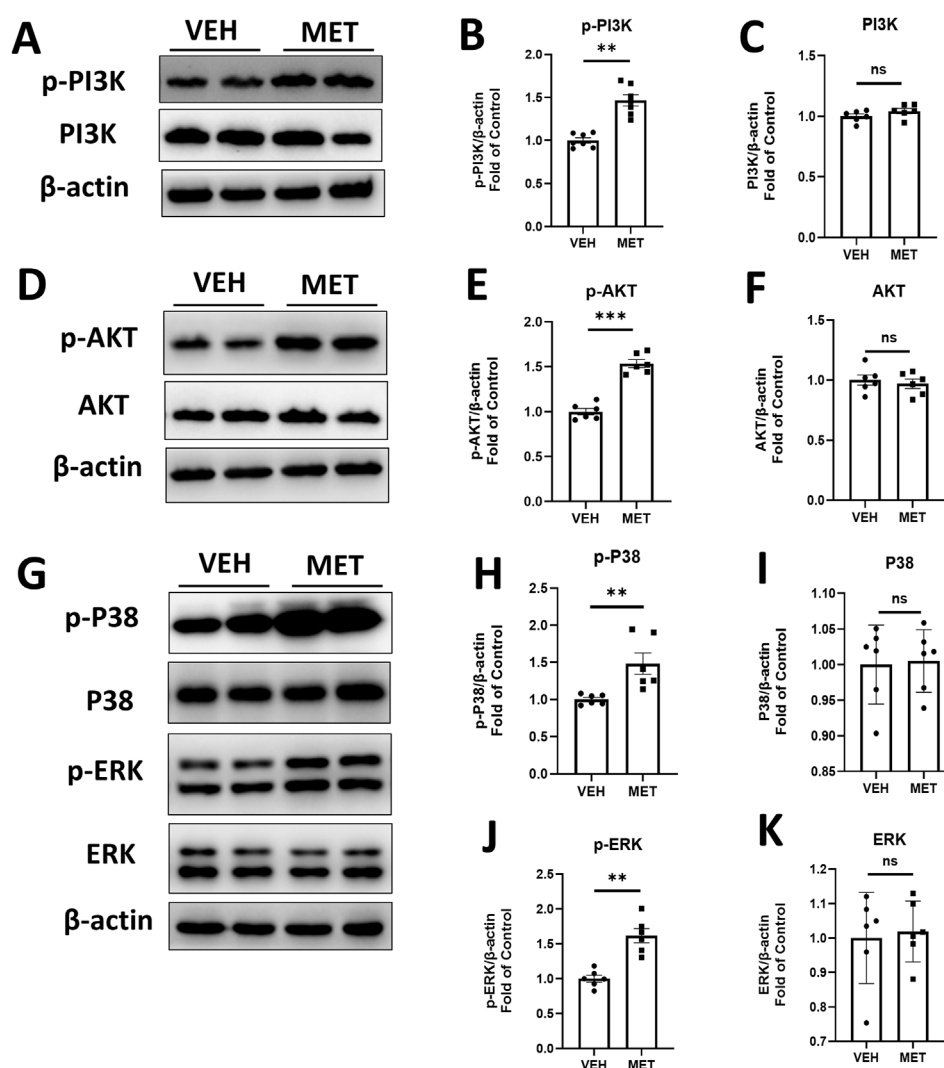 A
VEH MET
p-PI3K
PI3K
β-actin
B
p-PI3K
**
p-PI3K/β-actin
Fold of Control
2.0
1.5
1.0
0.5
0.0
VEH MET
C
PI3K
ns
PI3K/β-actin
Fold of Control
1.5
1.0
0.5
0.0
VEH MET
D
VEH MET
p-AKT
AKT
β-actin
E
p-AKT
***
p-AKT/β-actin
Fold of Control
2.0
1.5
1.0
0.5
0.0
VEH MET
F
AKT
ns
AKT/β-actin
Fold of Control
1.5
1.0
0.5
0.0
VEH MET
G
VEH MET
p-P38
P38
p-ERK
ERK
β-actin
H
p-P38
**
p-P38/β-actin
Fold of Control
2.5
2.0
1.5
1.0
0.5
0.0
VEH MET
I
P38
ns
P38/β-actin
Fold of Control
1.10
1.05
1.00
0.95
0.90
0.85
VEH MET
J
p-ERK
**
p-ERK/β-actin
Fold of Control
2.5
2.0
1.5
1.0
0.5
0.0
VEH MET
K
ERK
ns
ERK/β-actin
Fold of Control
1.2
1.1
1.0
0.9
0.8
0.7
VEH MET